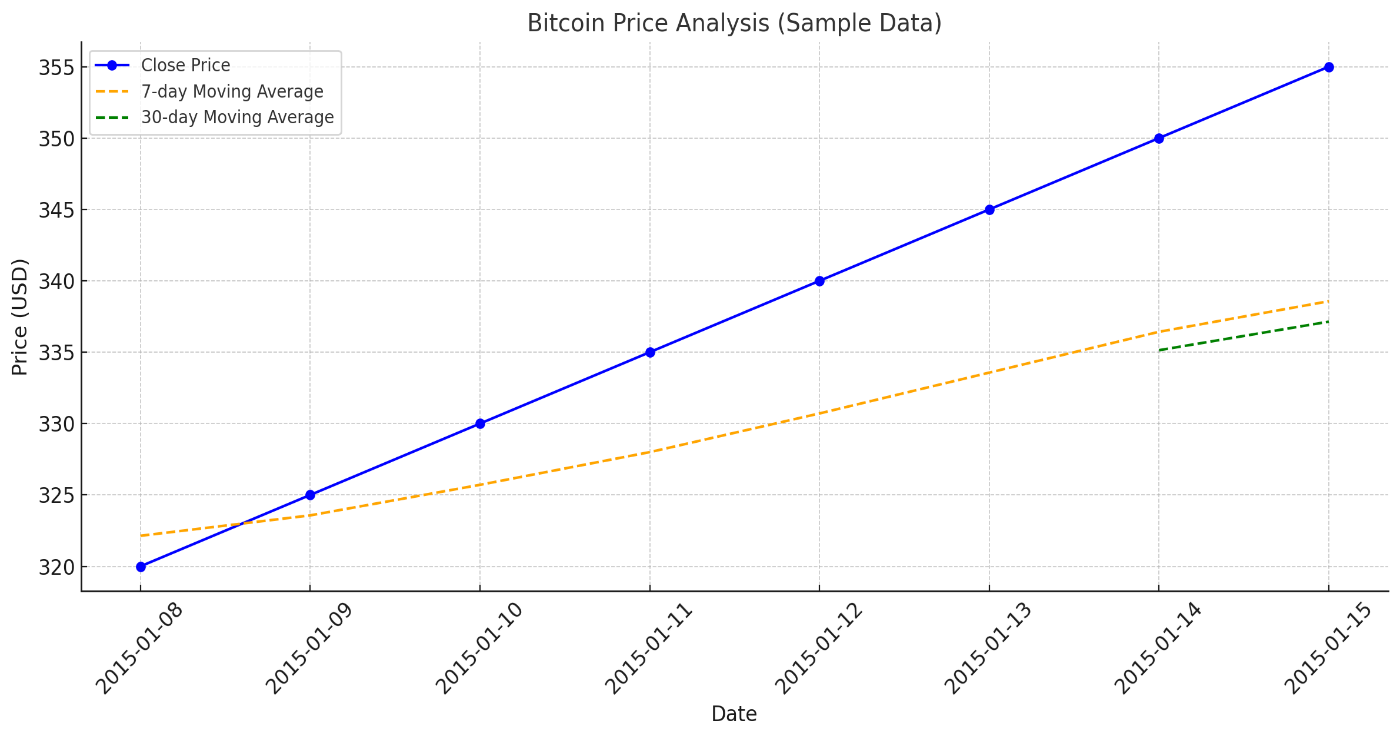 Bitcoin Price Analysis (Sample Data)
Close Price
7-day Moving Average
30-day Moving Average
355
350
345
340
335
330
325
320
Price (USD)
2015-01-08
2015-01-09
2015-01-10
2015-01-11
2015-01-12
2015-01-13
2015-01-14
2015-01-15
Date